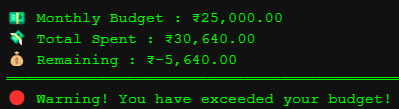 💵 Monthly Budget : ₹25,000.00
💸 Total Spent : ₹30,640.00
💰 Remaining : ₹-5,640.00
🔴 Warning! You have exceeded your budget!